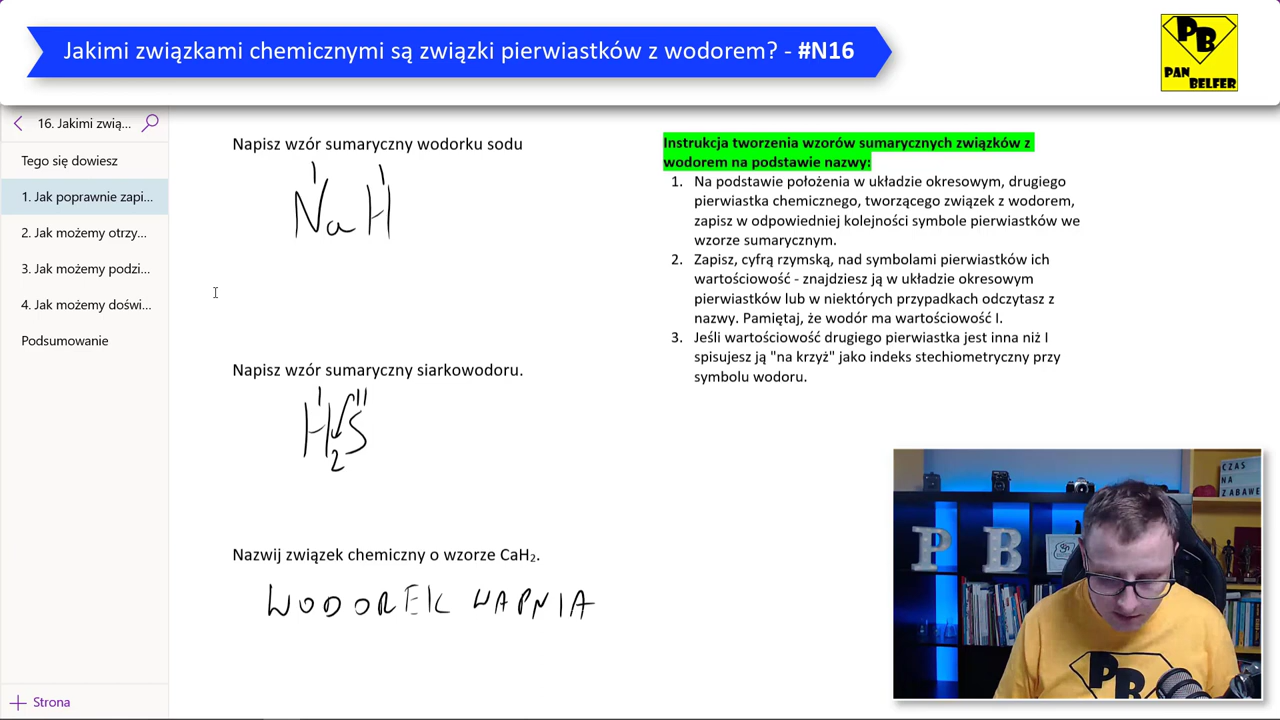 Jakimi związkami chemicznymi są związki pierwiastków z wodorem? - #N16
PB
PAN
BELFER
16. Jakimi zwią...
Tego się dowiesz
1. Jak poprawnie zapi...
2. Jak możemy otrzy...
3. Jak możemy podzi...
4. Jak możemy doświ...
Podsumowanie
Strona
Napisz wzór sumaryczny wodorku sodu
I I
NaH
Napisz wzór sumaryczny siarkowodoru.
I II
H2S
Nazwij związek chemiczny o wzorze CaH₂.
WODOREK WAPNIA
Instrukcja tworzenia wzorów sumarycznych związków z
wodorem na podstawie nazwy:
1. Na podstawie położenia w układzie okresowym, drugiego
pierwiastka chemicznego, tworzącego związek z wodorem,
zapisz w odpowiedniej kolejności symbole pierwiastków we
wzorze sumarycznym.
2. Zapisz, cyfrą rzymską, nad symbolami pierwiastków ich
wartościowość - znajdziesz ją w układzie okresowym
pierwiastków lub w niektórych przypadkach odczytasz z
nazwy. Pamiętaj, że wodór ma wartościowość I.
3. Jeśli wartościowość drugiego pierwiastka jest inna niż I
spisujesz ją "na krzyż" jako indeks stechiometryczny przy
symbolu wodoru.
CZAS
NA
ZABAWE
P B
PB